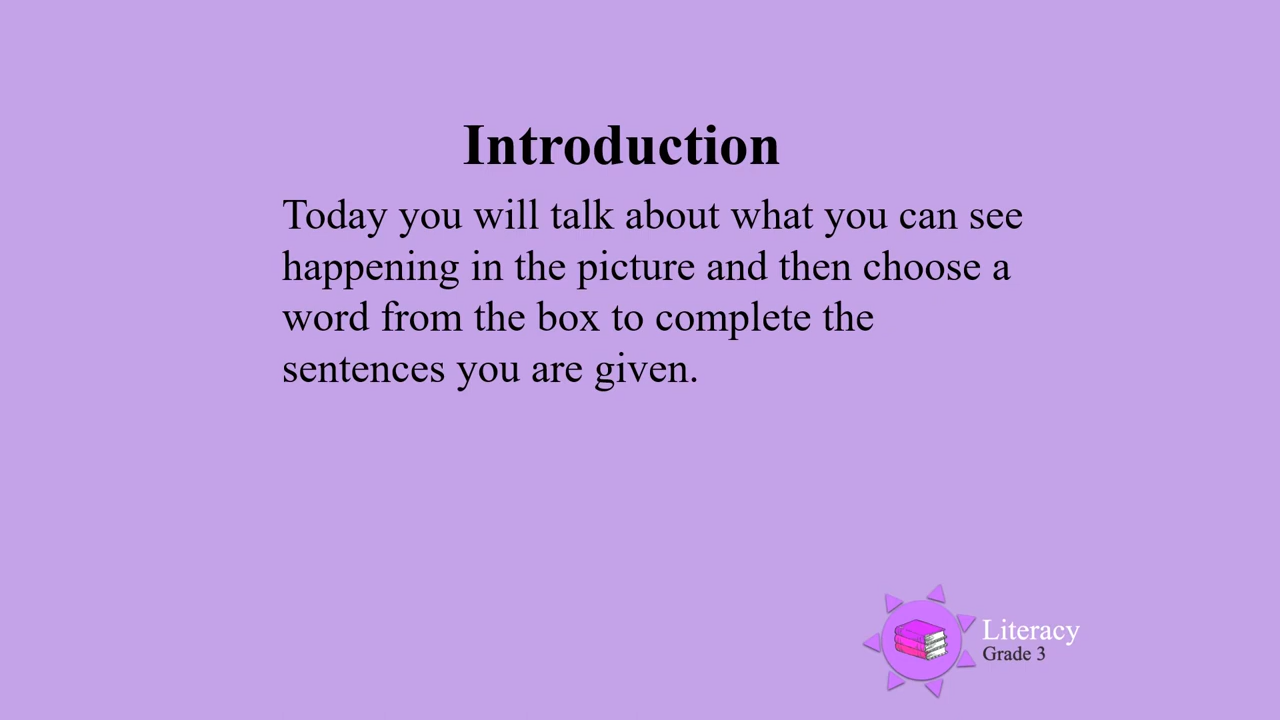 Introduction
Today you will talk about what you can see
happening in the picture and then choose a
word from the box to complete the
sentences you are given.
Literacy
Grade 3